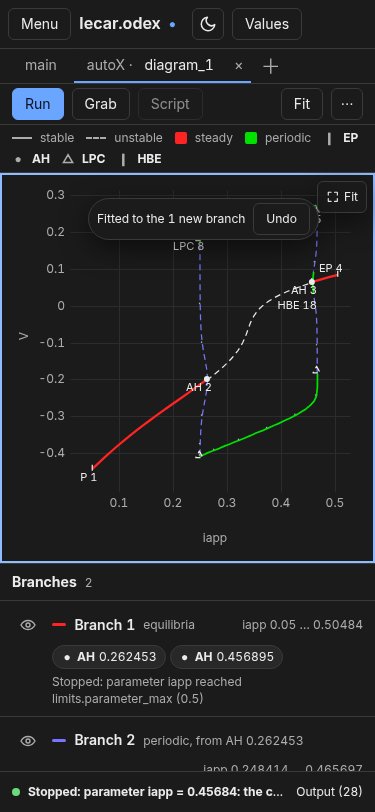 Menu lecar.odex Values
main autoX · diagram_1 ×
Run Grab Script Fit ...
stable unstable steady periodic EP
AH LPC HBE
Fit
Fitted to the 1 new branch Undo
LPC 8
EP 4
AH 3
HBE 18
AH 2
P 1
0.3
0.2
0.1
0
-0.1
-0.2
-0.3
-0.4
V
0.1 0.2 0.3 0.4 0.5
iapp
Branches 2
Branch 1 equilibria iapp 0.05 ... 0.50484
AH 0.262453 AH 0.456895
Stopped: parameter iapp reached
limits.parameter_max (0.5)
Branch 2 periodic, from AH 0.262453
iapp 0.248414 ... 0.465697
Stopped: parameter iapp = 0.45684: the c... Output (28)